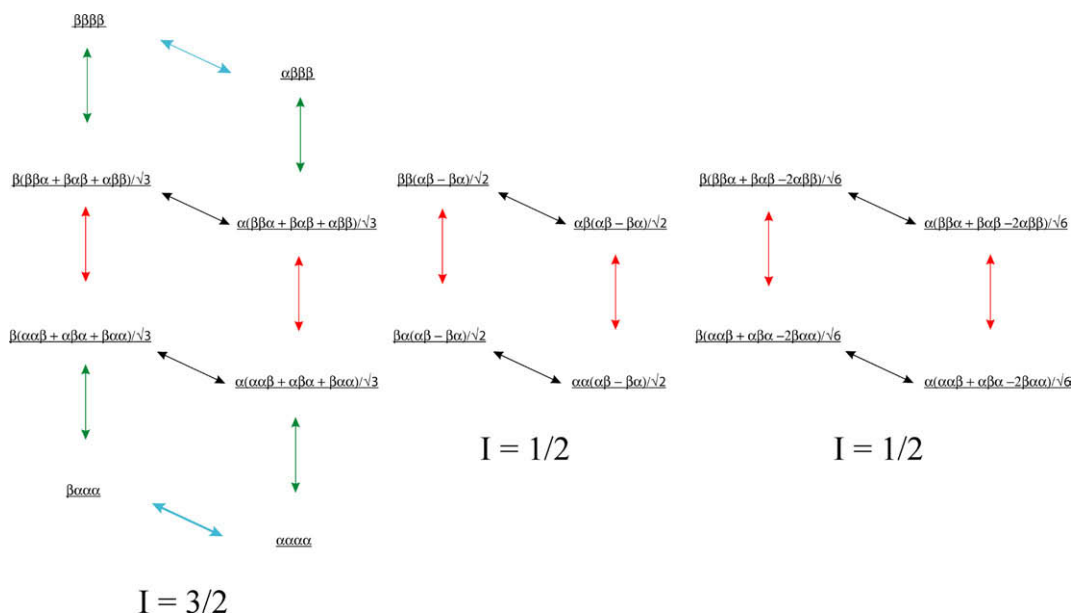 ββββ
αβββ
β(ββα + βαβ + αββ)/√3
ββ(αβ – βα)/√2
β(ββα + βαβ –2αββ)/√6
α(ββα + βαβ + αββ)/√3
αβ(αβ – βα)/√2
α(ββα + βαβ –2αββ)/√6
β(ααβ + αβα + βαα)/√3
βα(αβ – βα)/√2
β(ααβ + αβα –2βαα)/√6
α(ααβ + αβα + βαα)/√3
αα(αβ – βα)/√2
α(ααβ + αβα –2βαα)/√6
I = 1/2
I = 1/2
βααα
αααα
I = 3/2